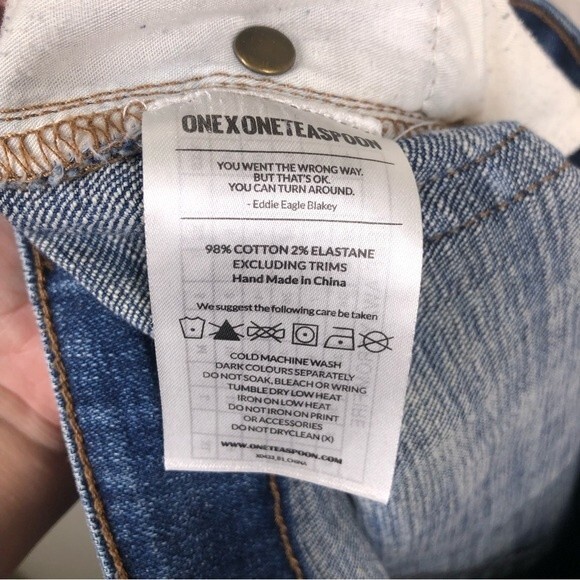 ONEXONETEASPOON
YOU WENT THE WRONG WAY.
BUT THAT'S OK.
YOU CAN TURN AROUND.
- Eddie Eagle Blakey
98% COTTON 2% ELASTANE
EXCLUDING TRIMS
Hand Made in China
We suggest the following care be taken
COLD MACHINE WASH
DARK COLOURS SEPARATELY
DO NOT SOAK, BLEACH OR WRING
TUMBLE DRY LOW HEAT
IRON ON LOW HEAT
DO NOT IRON ON PRINT
OR ACCESSORIES
DO NOT DRYCLEAN (X)
WWW.ONETEASPOON.COM